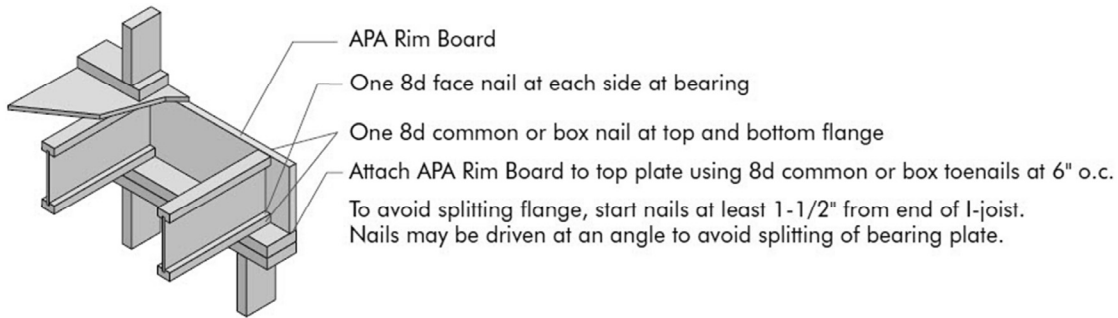 APA Rim Board
One 8d face nail at each side at bearing
One 8d common or box nail at top and bottom flange
Attach APA Rim Board to top plate using 8d common or box toenails at 6" o.c.
To avoid splitting flange, start nails at least 1-1/2" from end of I-joist.
Nails may be driven at an angle to avoid splitting of bearing plate.